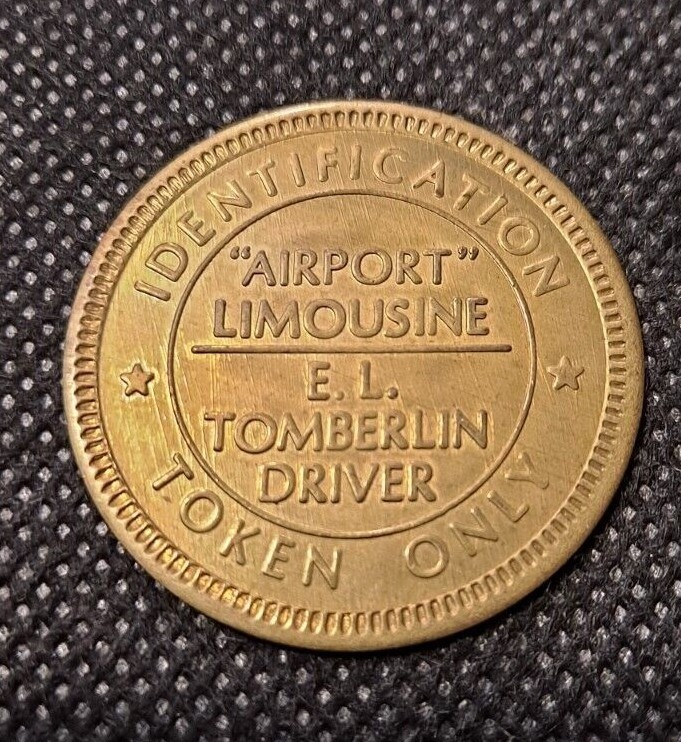 IDENTIFICATION
"AIRPORT"
LIMOUSINE
E. L.
TOMBERLIN
DRIVER
TOKEN ONLY